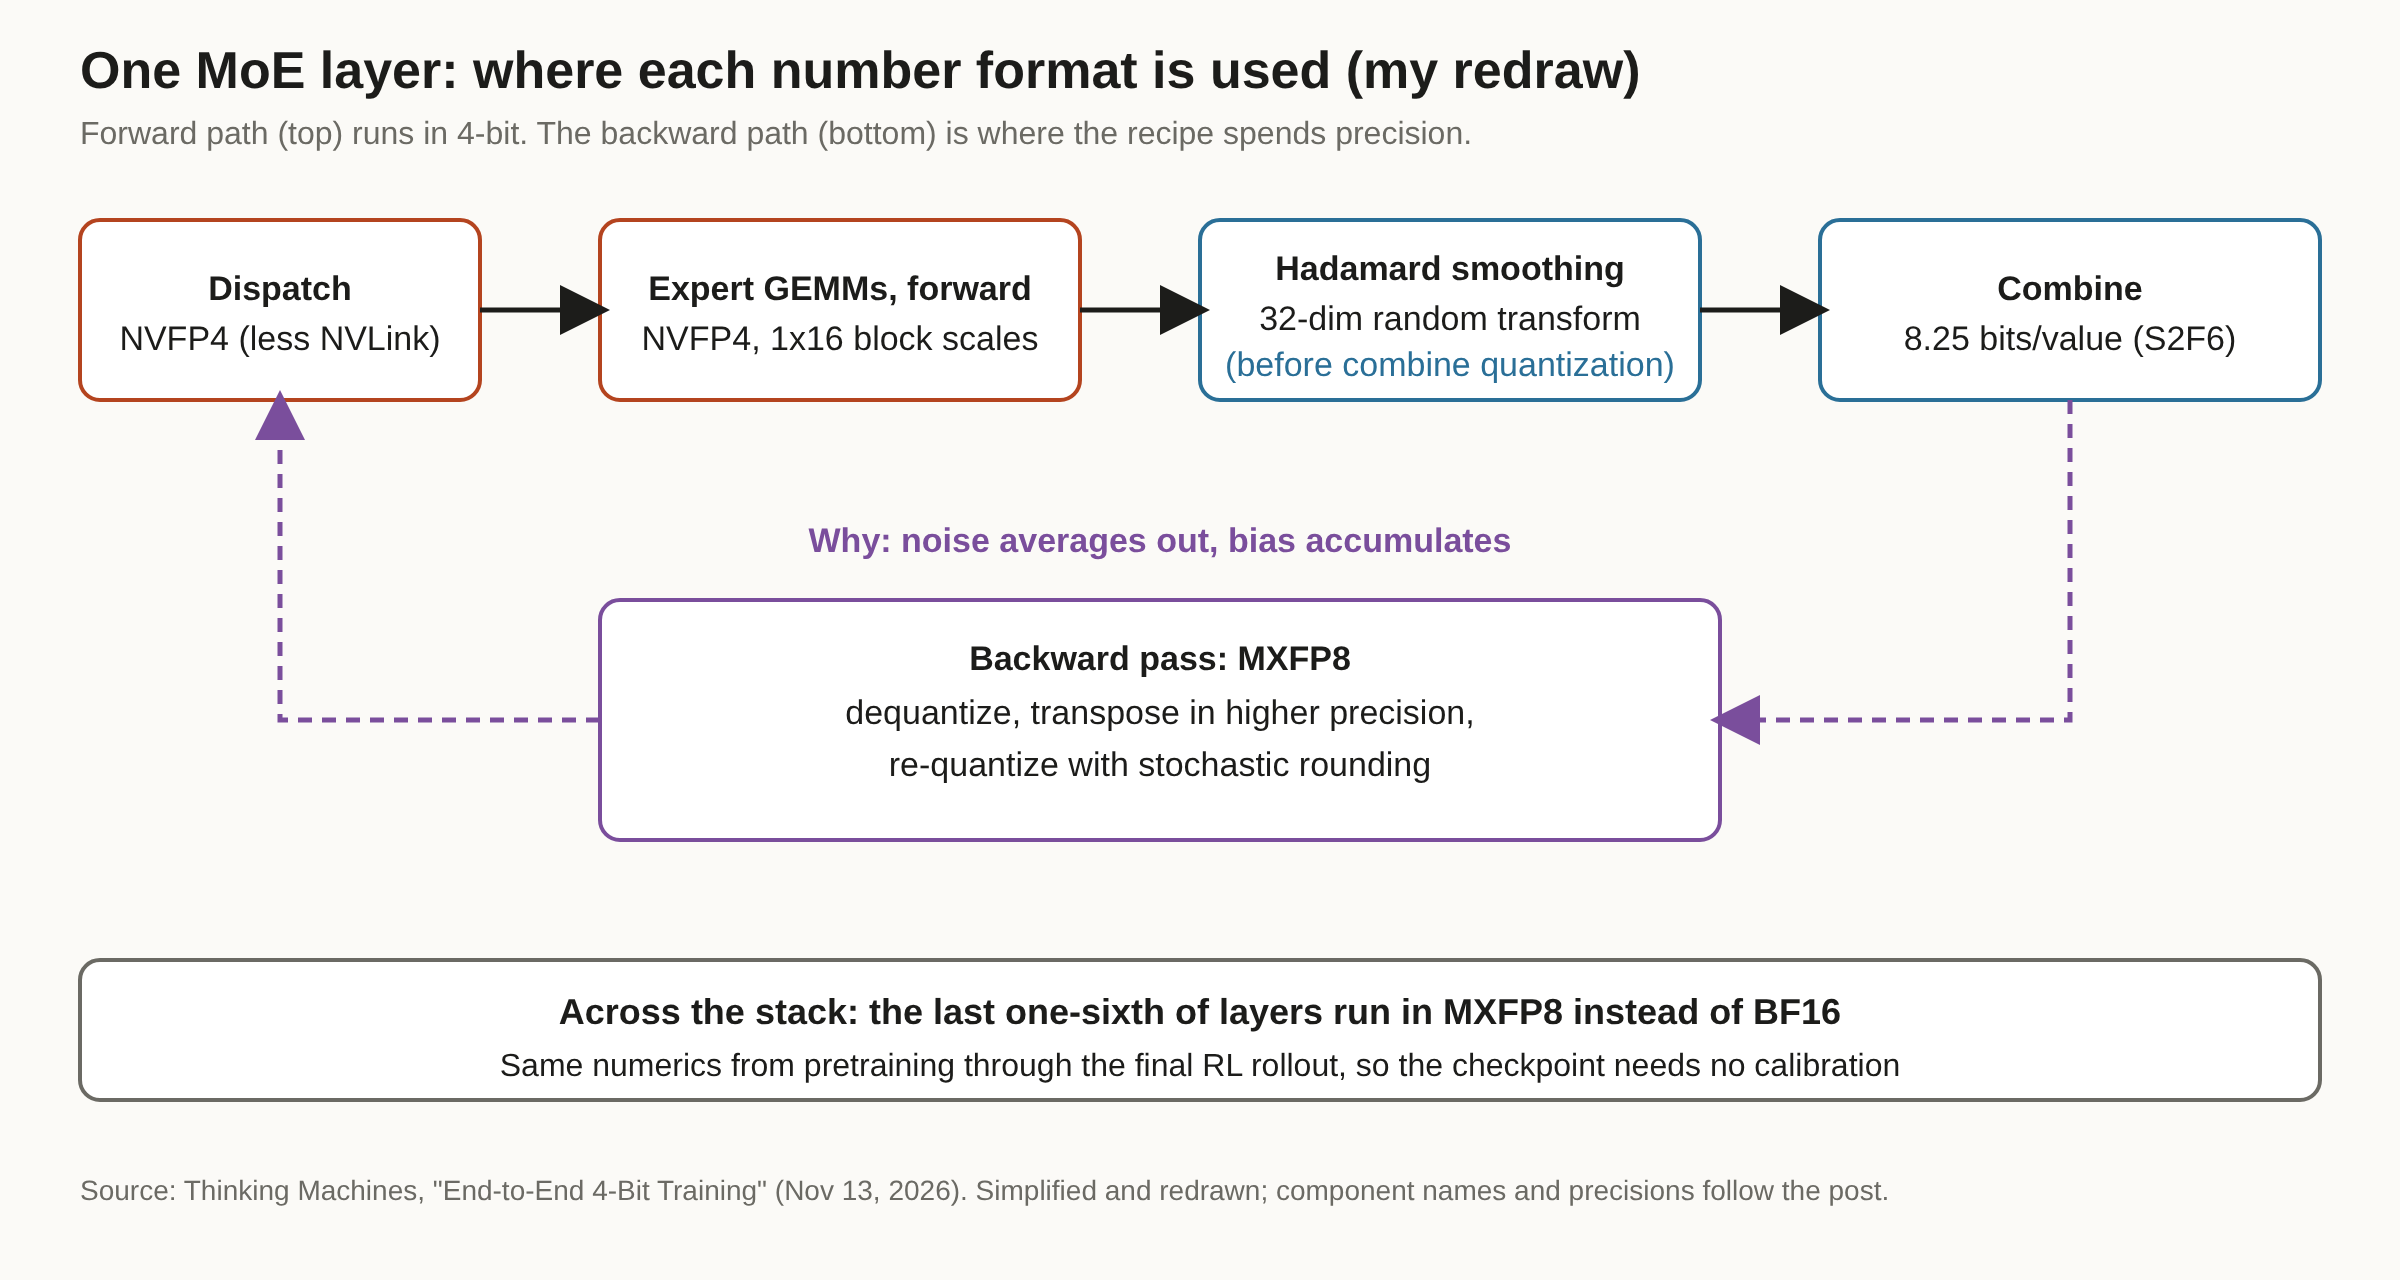 One MoE layer: where each number format is used (my redraw)
Forward path (top) runs in 4-bit. The backward path (bottom) is where the recipe spends precision.
Dispatch
NVFP4 (less NVLink)
Expert GEMMs, forward
NVFP4, 1x16 block scales
Hadamard smoothing
32-dim random transform
(before combine quantization)
Combine
8.25 bits/value (S2F6)
Why: noise averages out, bias accumulates
Backward pass: MXFP8
dequantize, transpose in higher precision,
re-quantize with stochastic rounding
Across the stack: the last one-sixth of layers run in MXFP8 instead of BF16
Same numerics from pretraining through the final RL rollout, so the checkpoint needs no calibration
Source: Thinking Machines, "End-to-End 4-Bit Training" (Nov 13, 2026). Simplified and redrawn; component names and precisions follow the post.